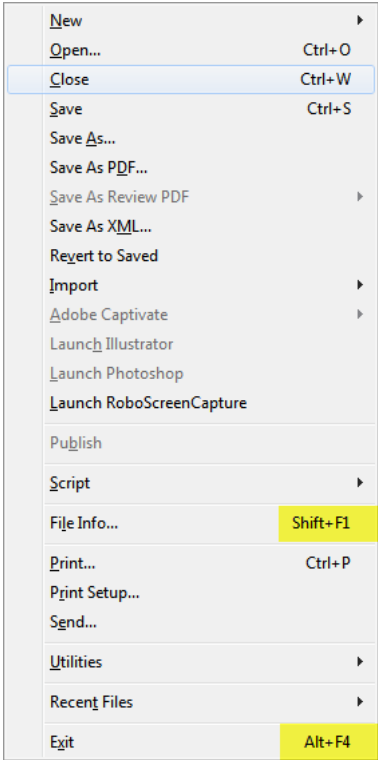 New
Open... Ctrl+O
Close Ctrl+W
Save Ctrl+S
Save As...
Save As PDF...
Save As Review PDF
Save As XML...
Revert to Saved
Import
Adobe Captivate
Launch Illustrator
Launch Photoshop
Launch RoboScreenCapture
Publish
Script
File Info... Shift+F1
Print... Ctrl+P
Print Setup...
Send...
Utilities
Recent Files
Exit Alt+F4